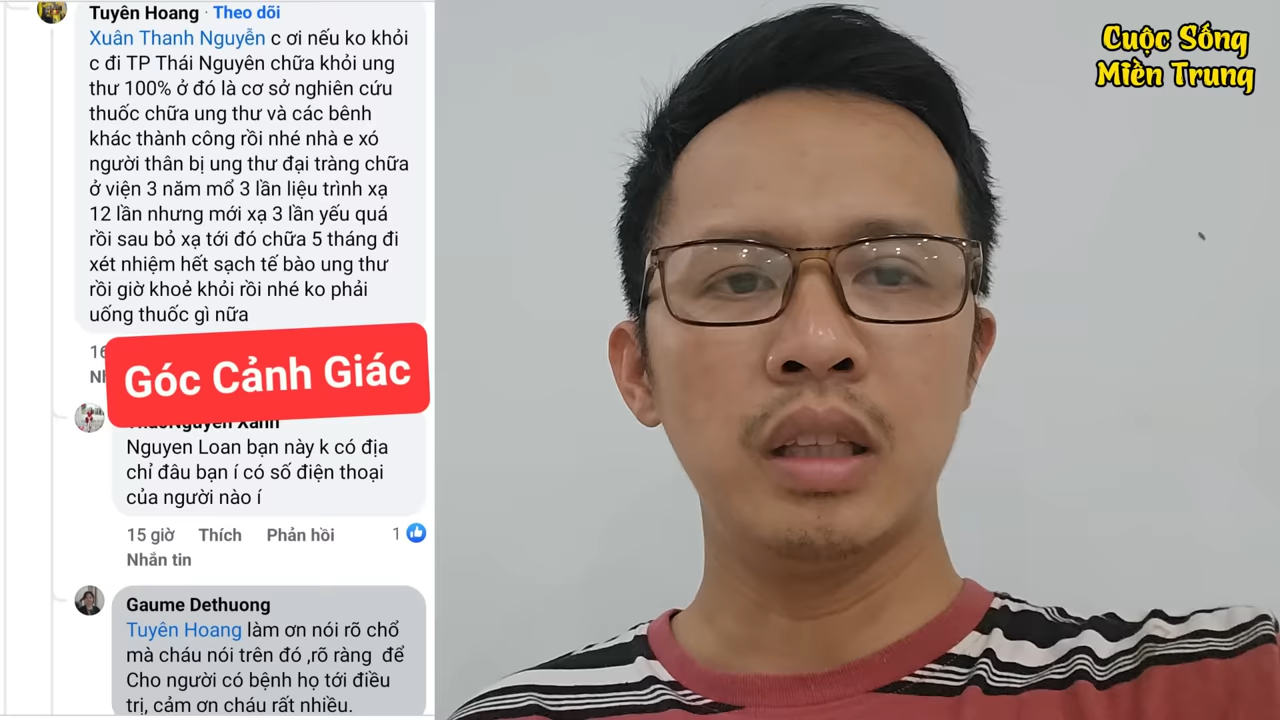 Tuyên Hoang · Theo dõi
Xuân Thanh Nguyễn c ơi nếu ko khỏi
c đi TP Thái Nguyên chữa khỏi ung
thư 100% ở đó là cơ sở nghiên cứu
thuốc chữa ung thư và các bênh
khác thành công rồi nhé nhà e xó
người thân bị ung thư đại tràng chữa
ở viện 3 năm mổ 3 lần liệu trình xạ
12 lần nhưng mới xạ 3 lần yếu quá
rồi sau bỏ xạ tới đó chữa 5 tháng đi
xét nhiệm hết sạch tế bào ung thư
rồi giờ khoẻ khỏi rồi nhé ko phải
uống thuốc gì nữa
Góc Cảnh Giác
Nguyen Loan bạn này k có địa
chỉ đâu bạn í có số điện thoại
của người nào í
15 giờ Thích Phản hồi 1
Nhắn tin
Gaume Dethuong
Tuyên Hoang làm ơn nói rõ chổ
mà cháu nói trên đó ,rõ ràng để
Cho người có bệnh họ tới điều
trị, cảm ơn cháu rất nhiều.
Cuộc Sống
Miền Trung